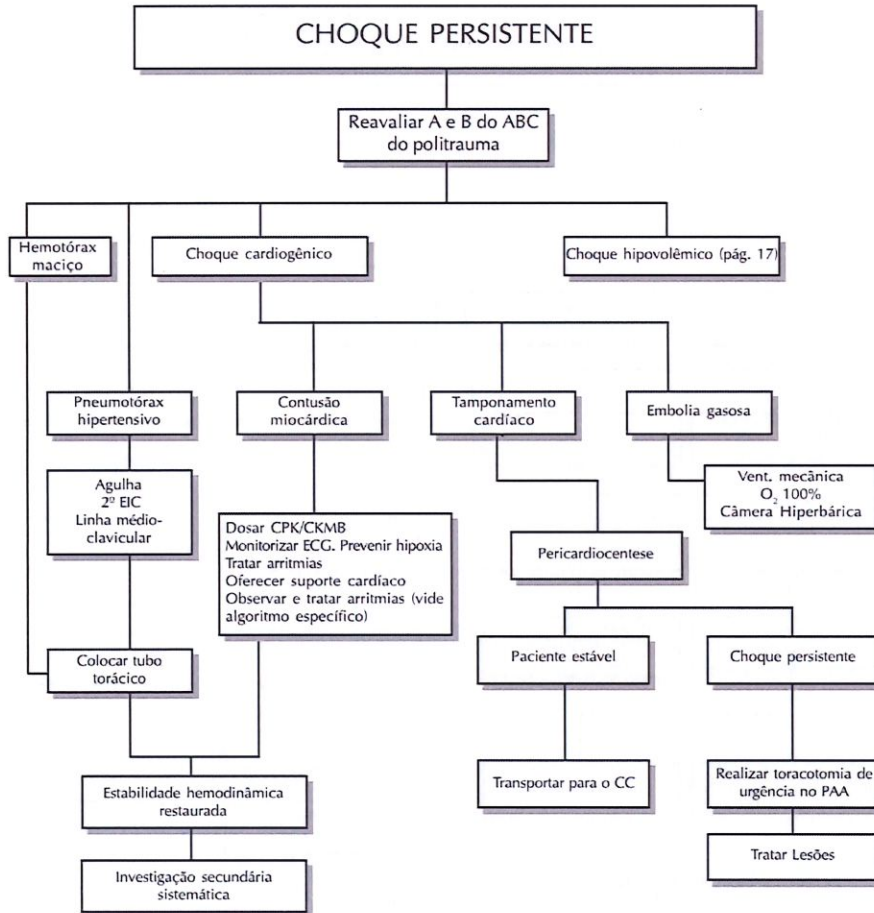 CHOQUE PERSISTENTE
Reavaliar A e B do ABC
do politrauma
Hemotórax
maciço
Choque cardiogênico
Choque hipovolêmico (pág. 17)
Pneumotórax
hipertensivo
Contusão
miocárdica
Tamponamento
cardíaco
Embolia gasosa
Agulha
2º EIC
Linha médio-
clavicular
Dosar CPK/CKMB
Monitorizar ECG. Prevenir hipoxia
Tratar arritmias
Oferecer suporte cardíaco
Observar e tratar arritmias (vide
algoritmo específico)
Vent. mecânica
O₂ 100%
Câmera Hiperbárica
Pericardiocentese
Colocar tubo
torácico
Paciente estável
Choque persistente
Estabilidade hemodinâmica
restaurada
Transportar para o CC
Realizar toracotomia de
urgência no PAA
Investigação secundária
sistemática
Tratar Lesões